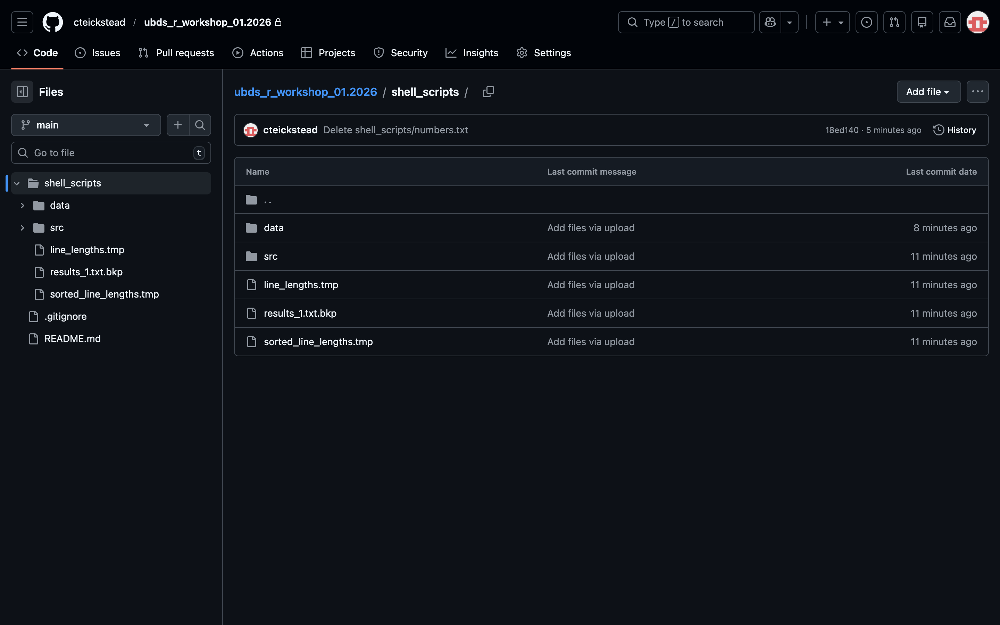 cteickstead / ubds_r_workshop_01.2026
Type / to search
Code Issues Pull requests Actions Projects Security Insights Settings
Files
main
Go to file t
shell_scripts
data
src
line_lengths.tmp
results_1.txt.bkp
sorted_line_lengths.tmp
.gitignore
README.md
ubds_r_workshop_01.2026 / shell_scripts /
Add file
cteickstead Delete shell_scripts/numbers.txt 18ed140 · 5 minutes ago History
Name Last commit message Last commit date
..
data Add files via upload 8 minutes ago
src Add files via upload 11 minutes ago
line_lengths.tmp Add files via upload 11 minutes ago
results_1.txt.bkp Add files via upload 11 minutes ago
sorted_line_lengths.tmp Add files via upload 11 minutes ago